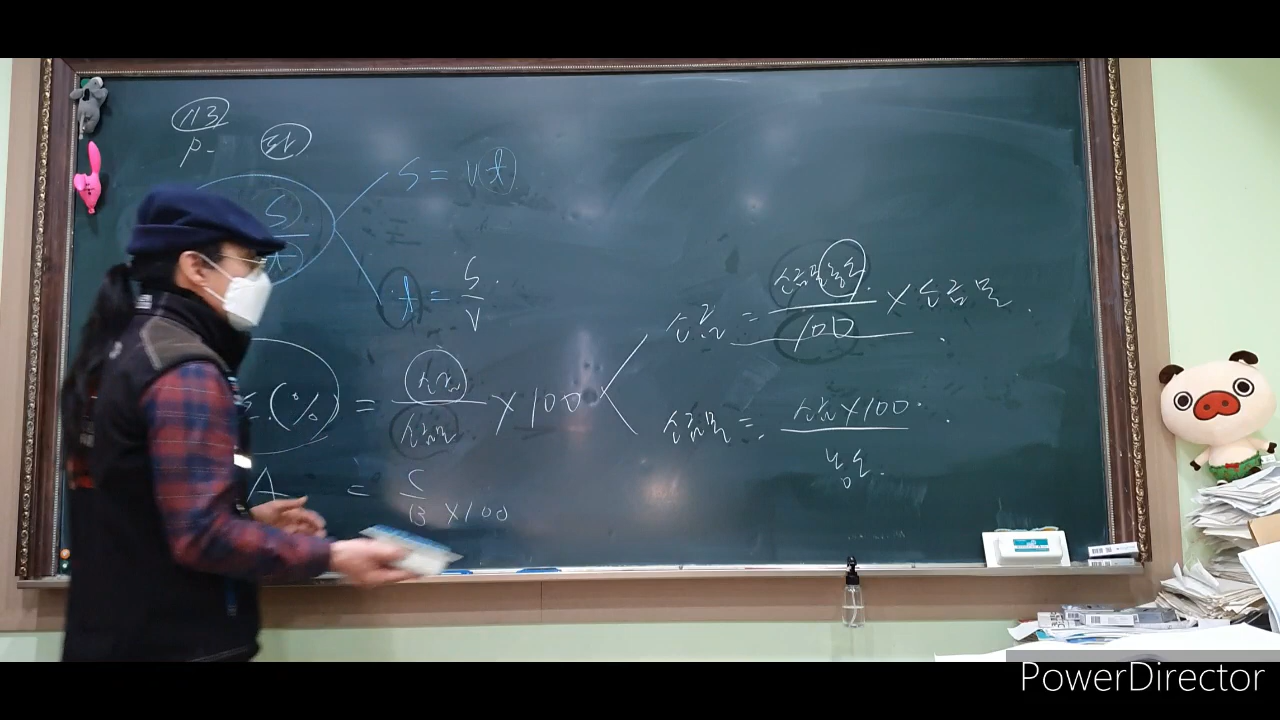 113
P-
S = vt
S
t
t = S/v
소금 = 소금물농도/100 × 소금물
(%) = 소금/소금물 × 100
소금물 = 소금×100/농도
A = C/B ×100
PowerDirector